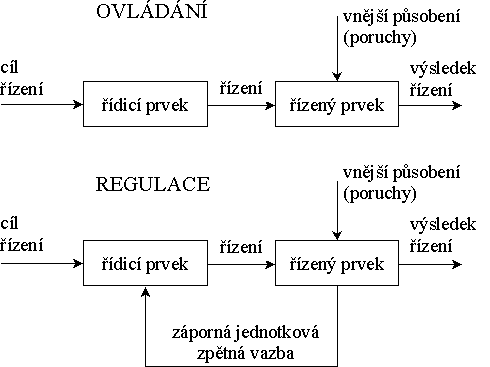 OVLÁDÁNÍ
vnější působení
(poruchy)
cíl
řízení
řídicí prvek
řízení
řízený prvek
výsledek
řízení
REGULACE
vnější působení
(poruchy)
cíl
řízení
řídicí prvek
řízení
řízený prvek
výsledek
řízení
záporná jednotková
zpětná vazba